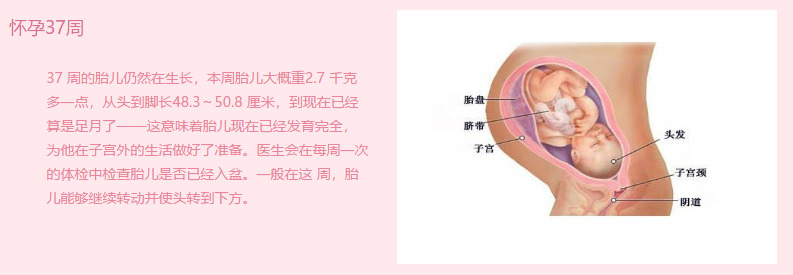 怀孕37周
37 周的胎儿仍然在生长，本周胎儿大概重2.7 千克
多一点，从头到脚长48.3～50.8 厘米，到现在已经
算是足月了——这意味着胎儿现在已经发育完全，
为他在子宫外的生活做好了准备。医生会在每周一次
的体检中检查胎儿是否已经入盆。一般在这 周，胎
儿能够继续转动并使头转到下方。
胎盘
脐带
子宫
头发
子宫颈
阴道